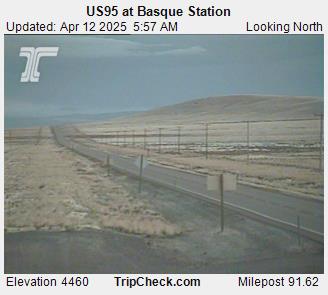 US95 at Basque Station
Updated: Apr 12 2025 5:57 AM Looking North
Elevation 4460 TripCheck.com Milepost 91.62